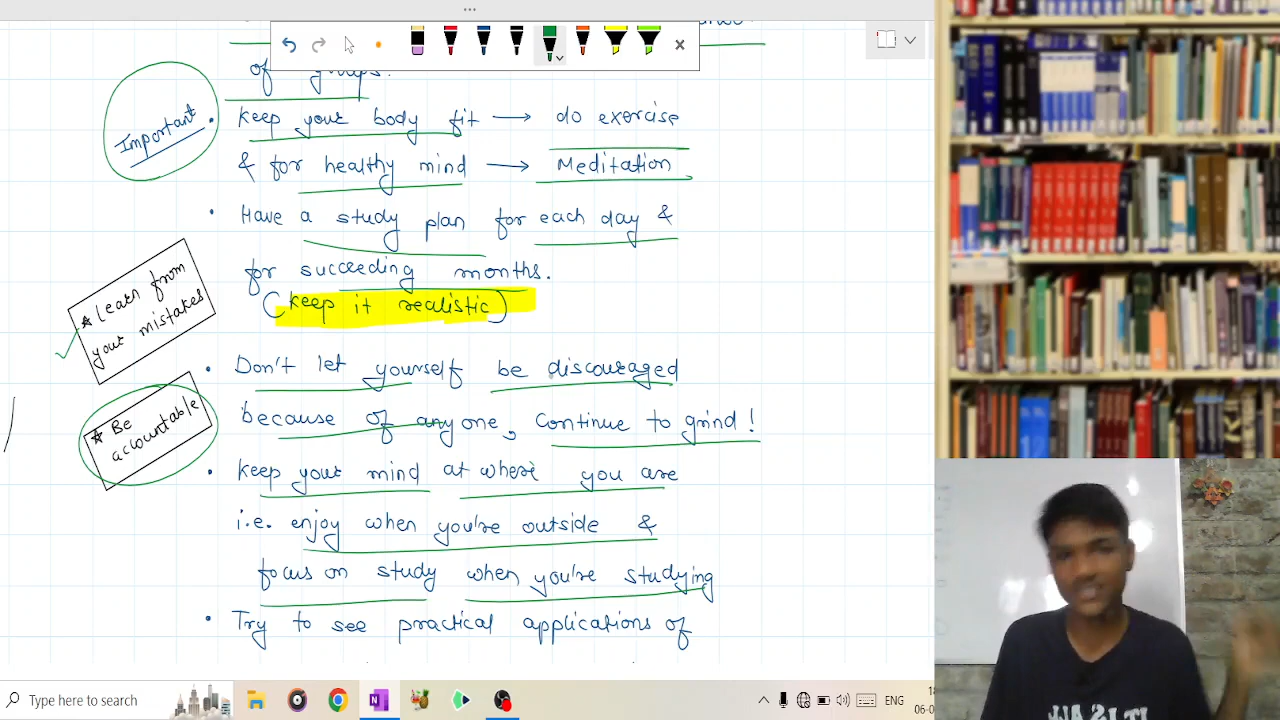 of groups.
Important
• keep your body fit → do exercise
& for healthy mind → Meditation
• Have a study plan for each day &
for succeeding months.
(keep it realistic)
★ Learn from
your mistakes
• Don't let yourself be discouraged
because of anyone, Continue to grind!
★ Be
accountable
• keep your mind at where you are
i.e. enjoy when you're outside &
focus on study when you're studying
• Try to see practical applications of
Type here to search
ENG
IT IS ALL